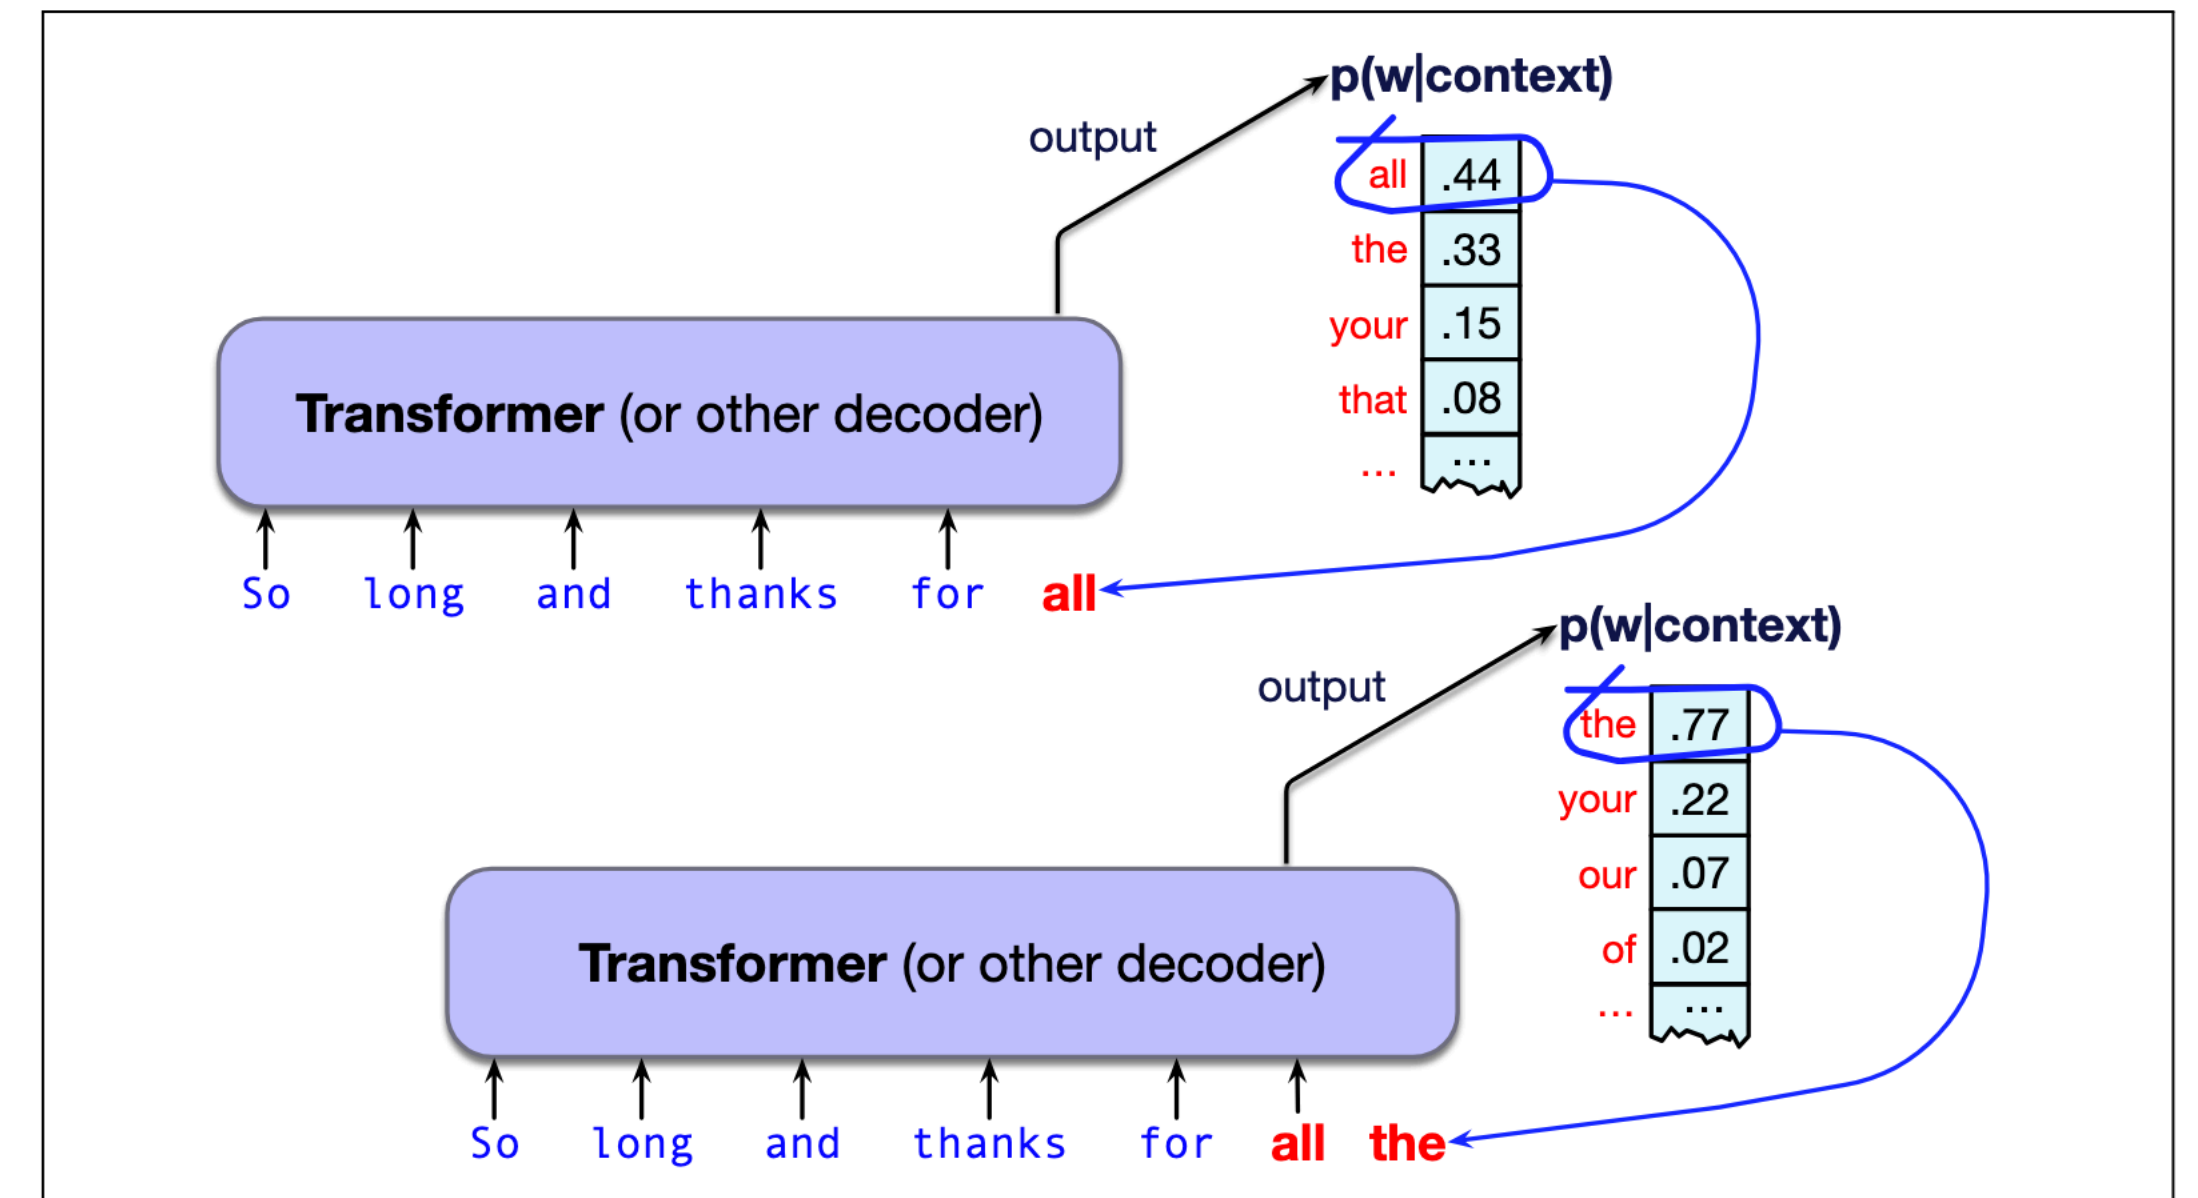 p(w|context)
output
all .44
the .33
your .15
that .08
... ...
Transformer (or other decoder)
So long and thanks for all
p(w|context)
output
the .77
your .22
our .07
of .02
... ...
Transformer (or other decoder)
So long and thanks for all the